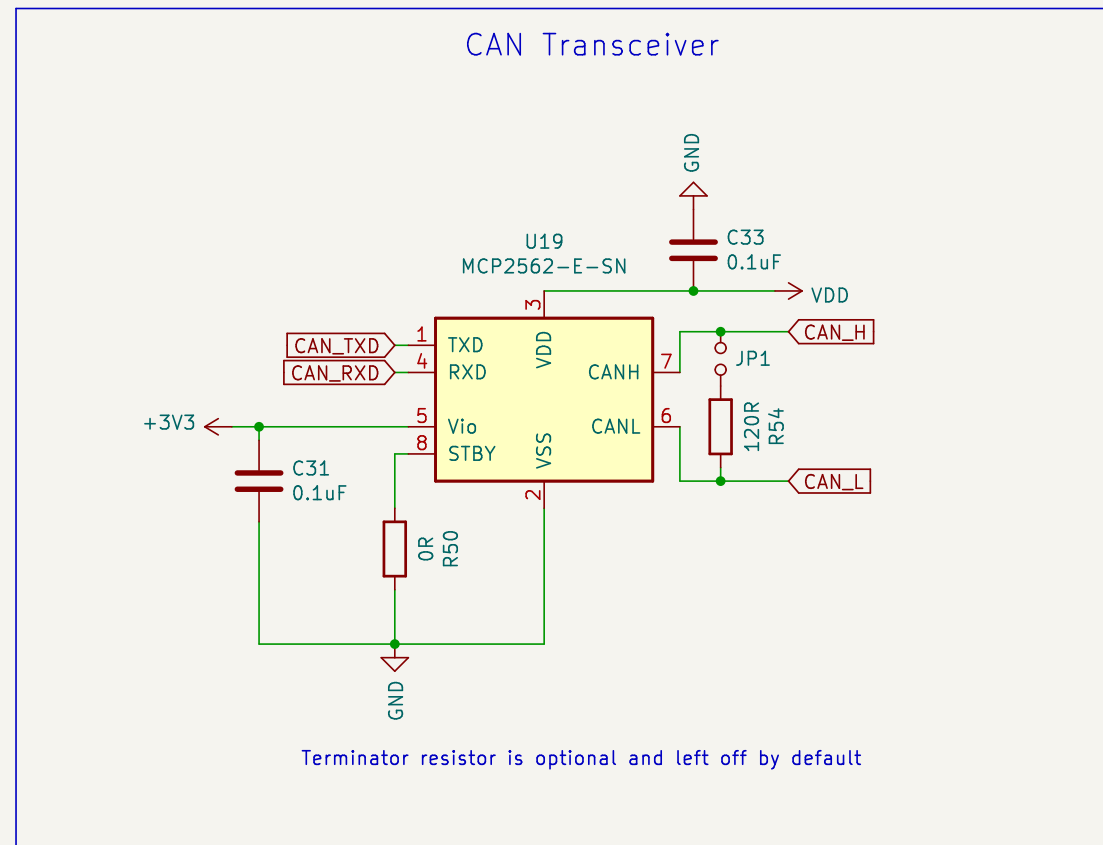 CAN Transceiver
GND
C33
0.1uF
U19
MCP2562-E-SN
VDD
3
CAN_TXD
1
TXD
VDD
CAN_H
CAN_RXD
4
RXD
CANH
7
JP1
+3V3
5
Vio
CANL
6
120R
R54
8
STBY
VSS
C31
0.1uF
CAN_L
2
0R
R50
GND
Terminator resistor is optional and left off by default